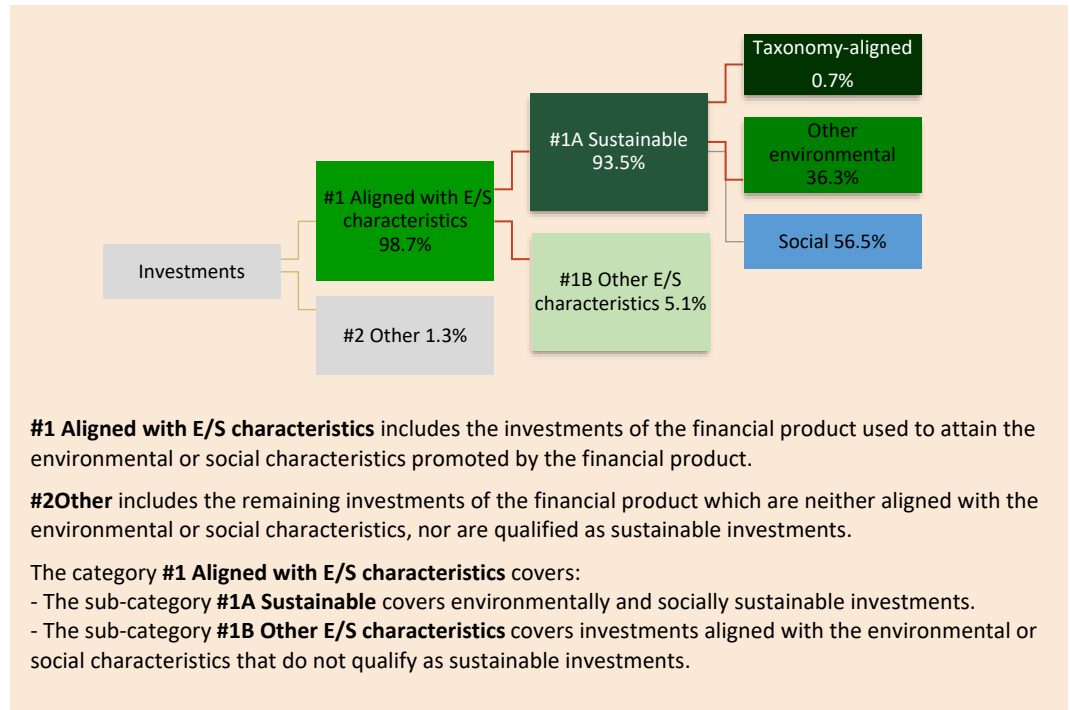 Taxonomy-aligned
0.7%
#1A Sustainable
93.5%
Other
environmental
36.3%
#1 Aligned with E/S
characteristics
98.7%
Social 56.5%
Investments
#1B Other E/S
characteristics 5.1%
#2 Other 1.3%
#1 Aligned with E/S characteristics includes the investments of the financial product used to attain the
environmental or social characteristics promoted by the financial product.
#2Other includes the remaining investments of the financial product which are neither aligned with the
environmental or social characteristics, nor are qualified as sustainable investments.
The category #1 Aligned with E/S characteristics covers:
- The sub-category #1A Sustainable covers environmentally and socially sustainable investments.
- The sub-category #1B Other E/S characteristics covers investments aligned with the environmental or
social characteristics that do not qualify as sustainable investments.